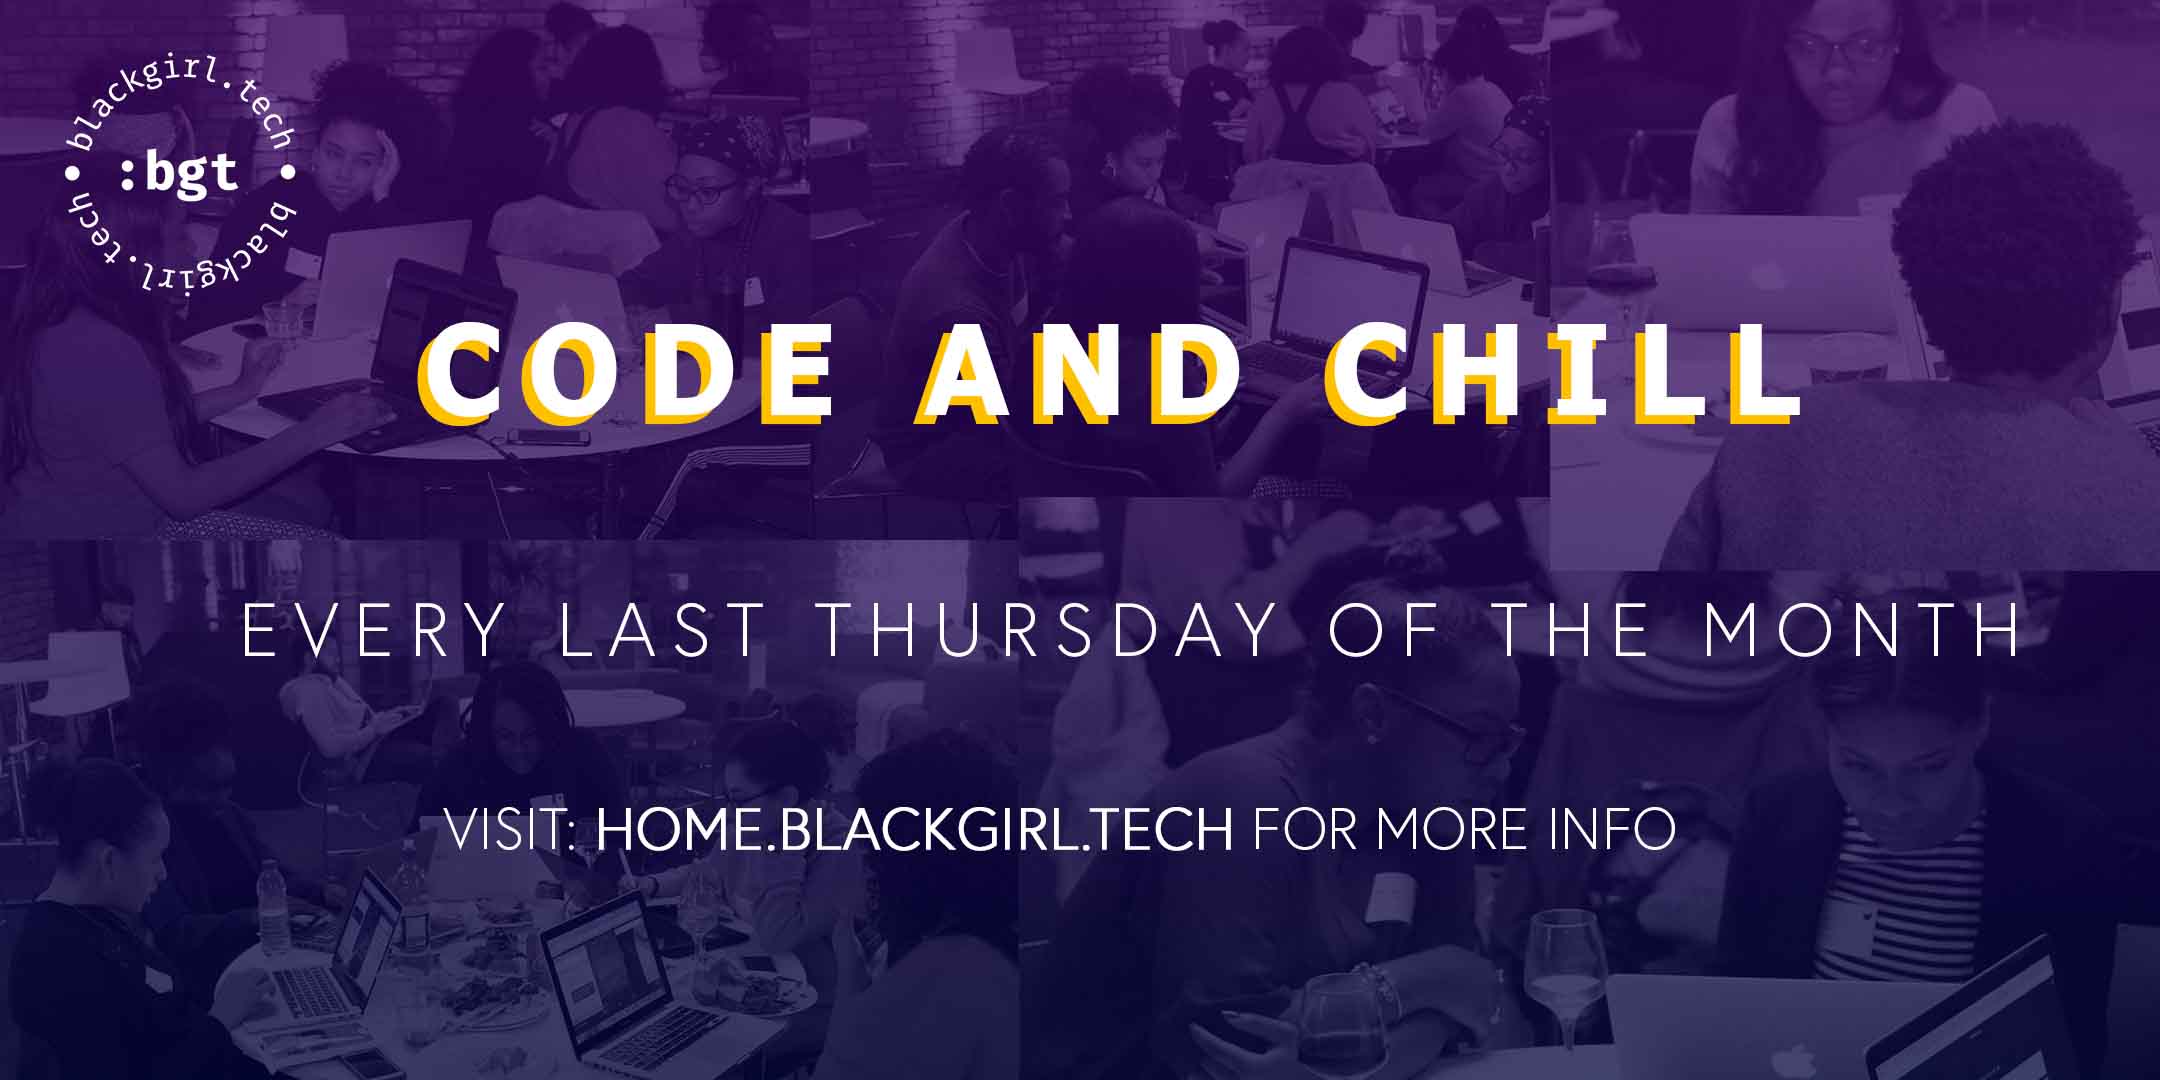 blackgirl.tech
:bgt
blackgirl.tech
CODE AND CHILL
EVERY LAST THURSDAY OF THE MONTH
VISIT: HOME.BLACKGIRL.TECH FOR MORE INFO